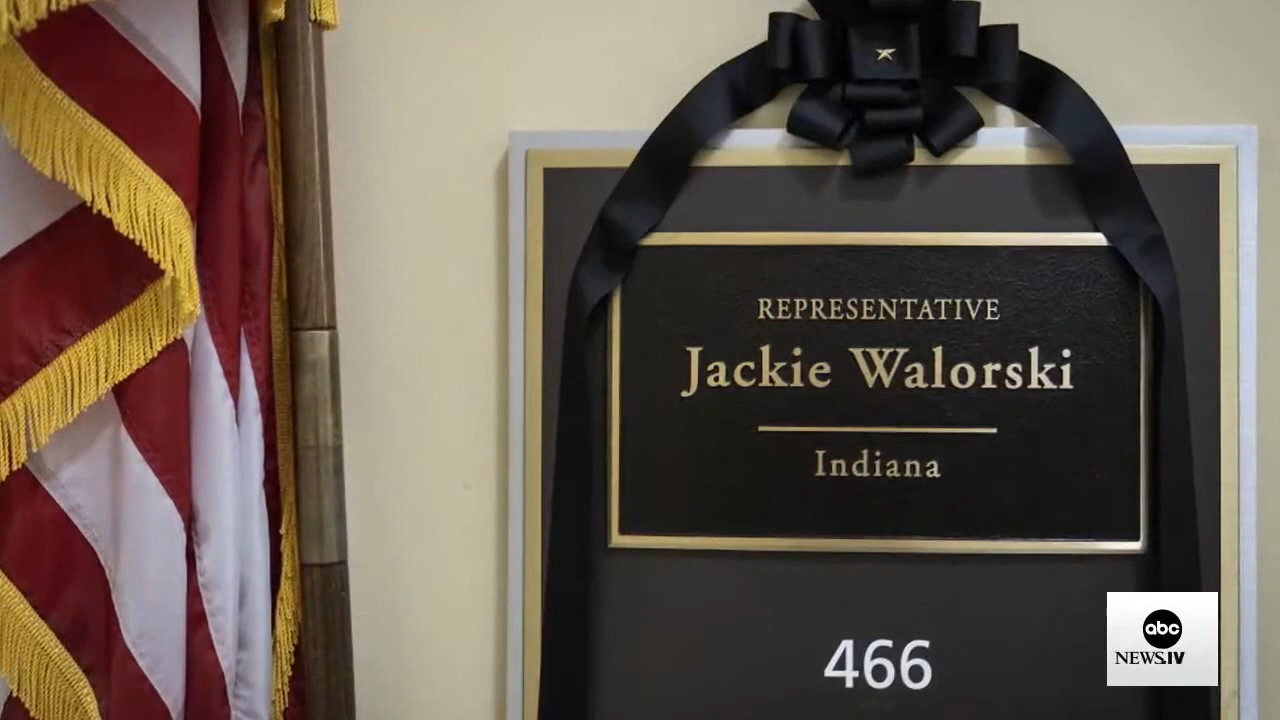 REPRESENTATIVE
Jackie Walorski
Indiana
466
abc
NEWS.IV